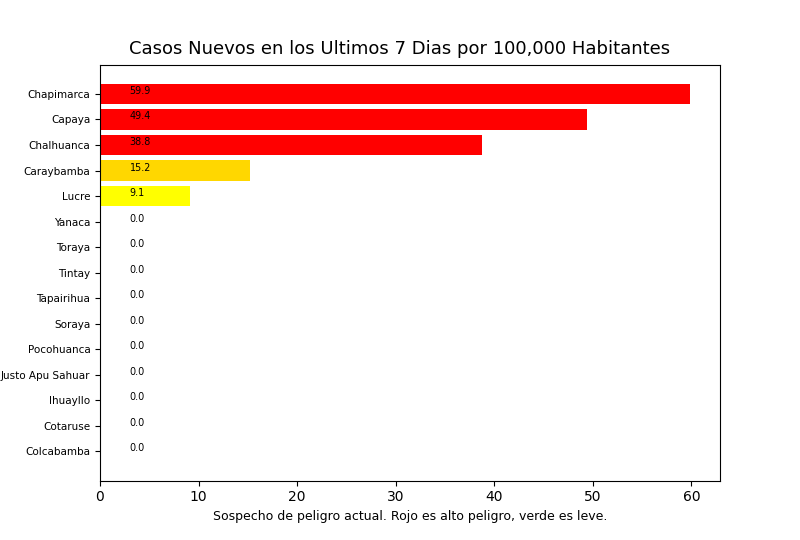 Casos Nuevos en los Ultimos 7 Dias por 100,000 Habitantes
Chapimarca 59.9
Capaya 49.4
Chalhuanca 38.8
Caraybamba 15.2
Lucre 9.1
Yanaca 0.0
Toraya 0.0
Tintay 0.0
Tapairihua 0.0
Soraya 0.0
Pocohuanca 0.0
Justo Apu Sahuar 0.0
Ihuayllo 0.0
Cotaruse 0.0
Colcabamba 0.0
0 10 20 30 40 50 60
Sospecho de peligro actual. Rojo es alto peligro, verde es leve.